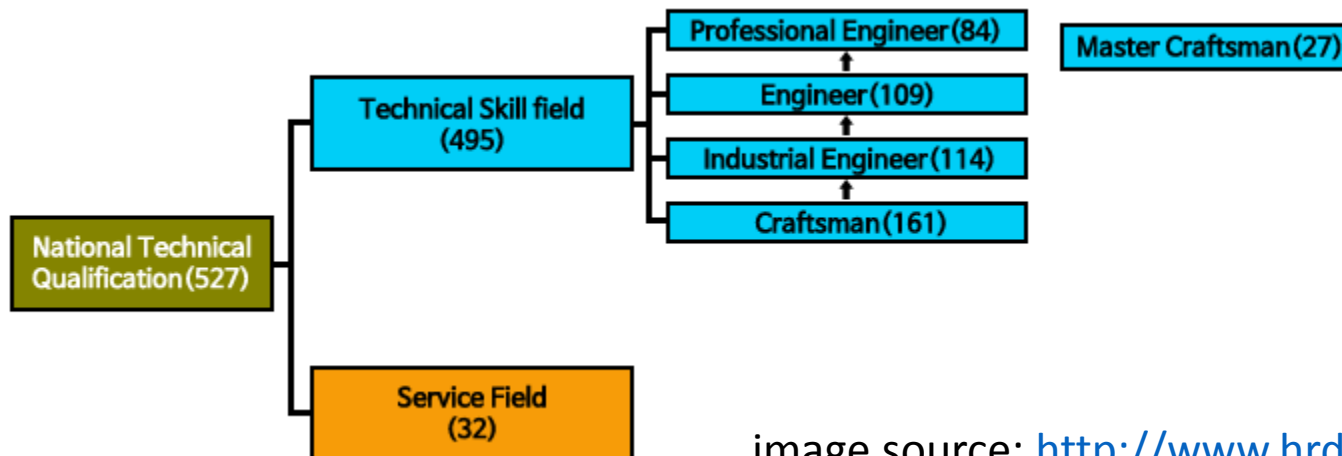 Professional Engineer(84)
Master Craftsman(27)
Engineer(109)
Technical Skill field
(495)
Industrial Engineer(114)
Craftsman(161)
National Technical
Qualification(527)
Service Field
(32)
image source: http://www.hrd